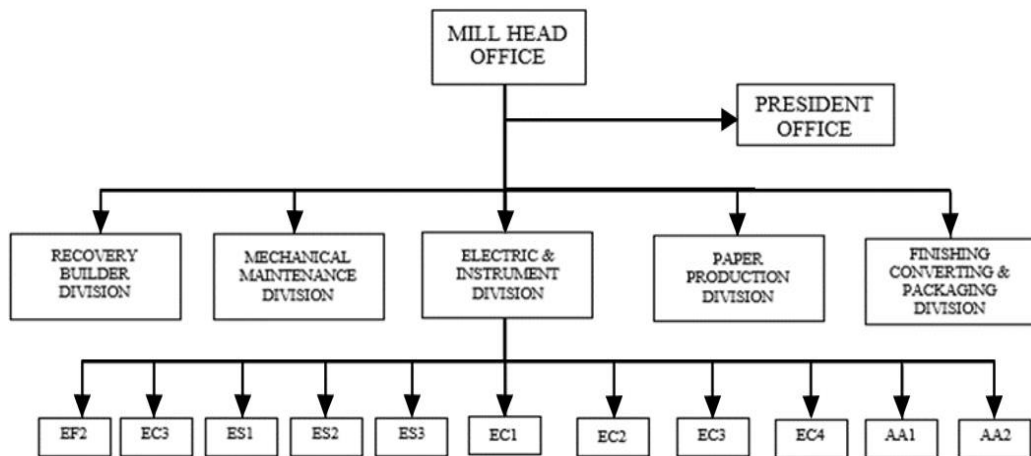 MILL HEAD
OFFICE
PRESIDENT
OFFICE
RECOVERY
BUILDER
DIVISION
MECHANICAL
MAINTENANCE
DIVISION
ELECTRIC &
INSTRUMENT
DIVISION
PAPER
PRODUCTION
DIVISION
FINISHING
CONVERTING &
PACKAGING
DIVISION
EF2
EC3
ES1
ES2
ES3
EC1
EC2
EC3
EC4
AA1
AA2